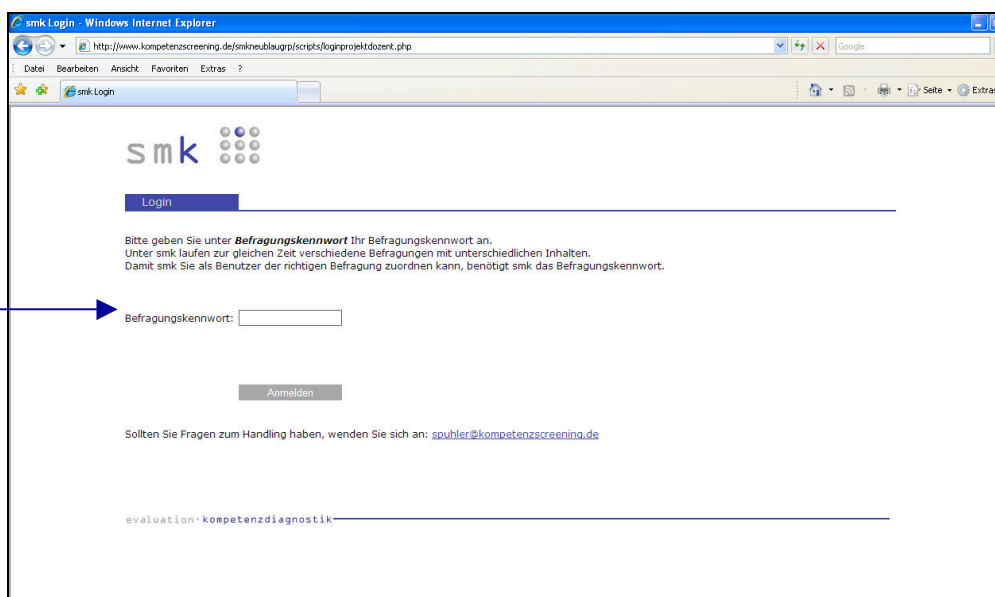 smk Login - Windows Internet Explorer
http://www.kompetenzscreening.de/smkneublaugrp/scripts/loginprojektdozent.php
Google
Datei Bearbeiten Ansicht Favoriten Extras ?
smk Login
Seite Extras
smk
Login
Bitte geben Sie unter Befragungskennwort Ihr Befragungskennwort an.
Unter smk laufen zur gleichen Zeit verschiedene Befragungen mit unterschiedlichen Inhalten.
Damit smk Sie als Benutzer der richtigen Befragung zuordnen kann, benötigt smk das Befragungskennwort.
Befragungskennwort:
Anmelden
Sollten Sie Fragen zum Handling haben, wenden Sie sich an: spuhler@kompetenzscreening.de
evaluation·kompetenzdiagnostik